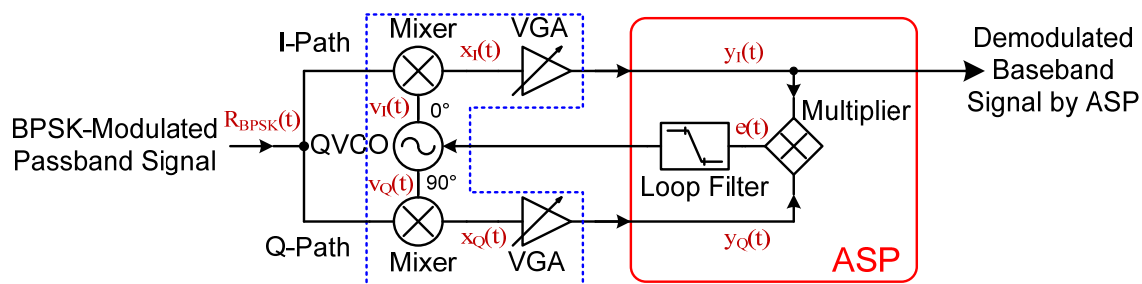 I-Path
Mixer
x_I(t)
VGA
y_I(t)
Demodulated
Baseband
Signal by ASP
v_I(t)
0°
Multiplier
R_BPSK(t)
BPSK-Modulated
Passband Signal
QVCO
e(t)
Loop Filter
v_Q(t)
90°
Q-Path
Mixer
x_Q(t)
VGA
y_Q(t)
ASP